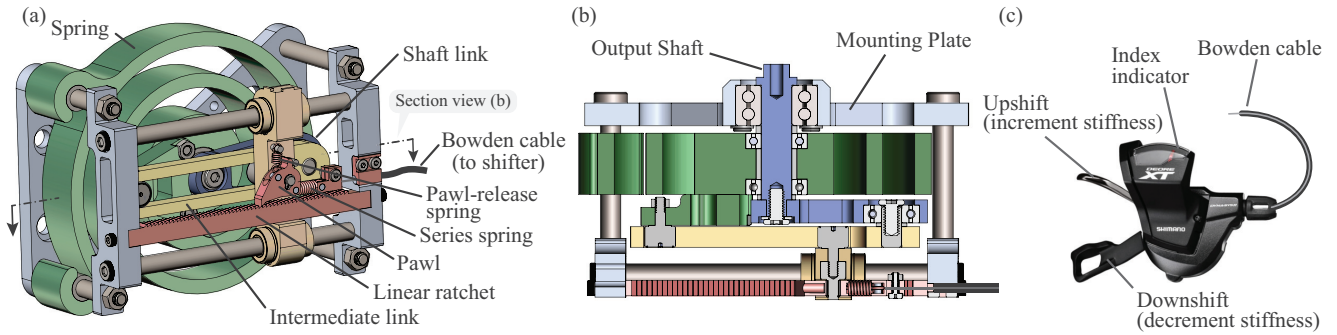 (a)
Spring
Shaft link
Section view (b)
Bowden cable
(to shifter)
Pawl-release
spring
Series spring
Pawl
Linear ratchet
Intermediate link
(b)
Output Shaft
Mounting Plate
(c)
Index
indicator
Bowden cable
Upshift
(increment stiffness)
DEORE
XT
SHIMANO
Downshift
(decrement stiffness)